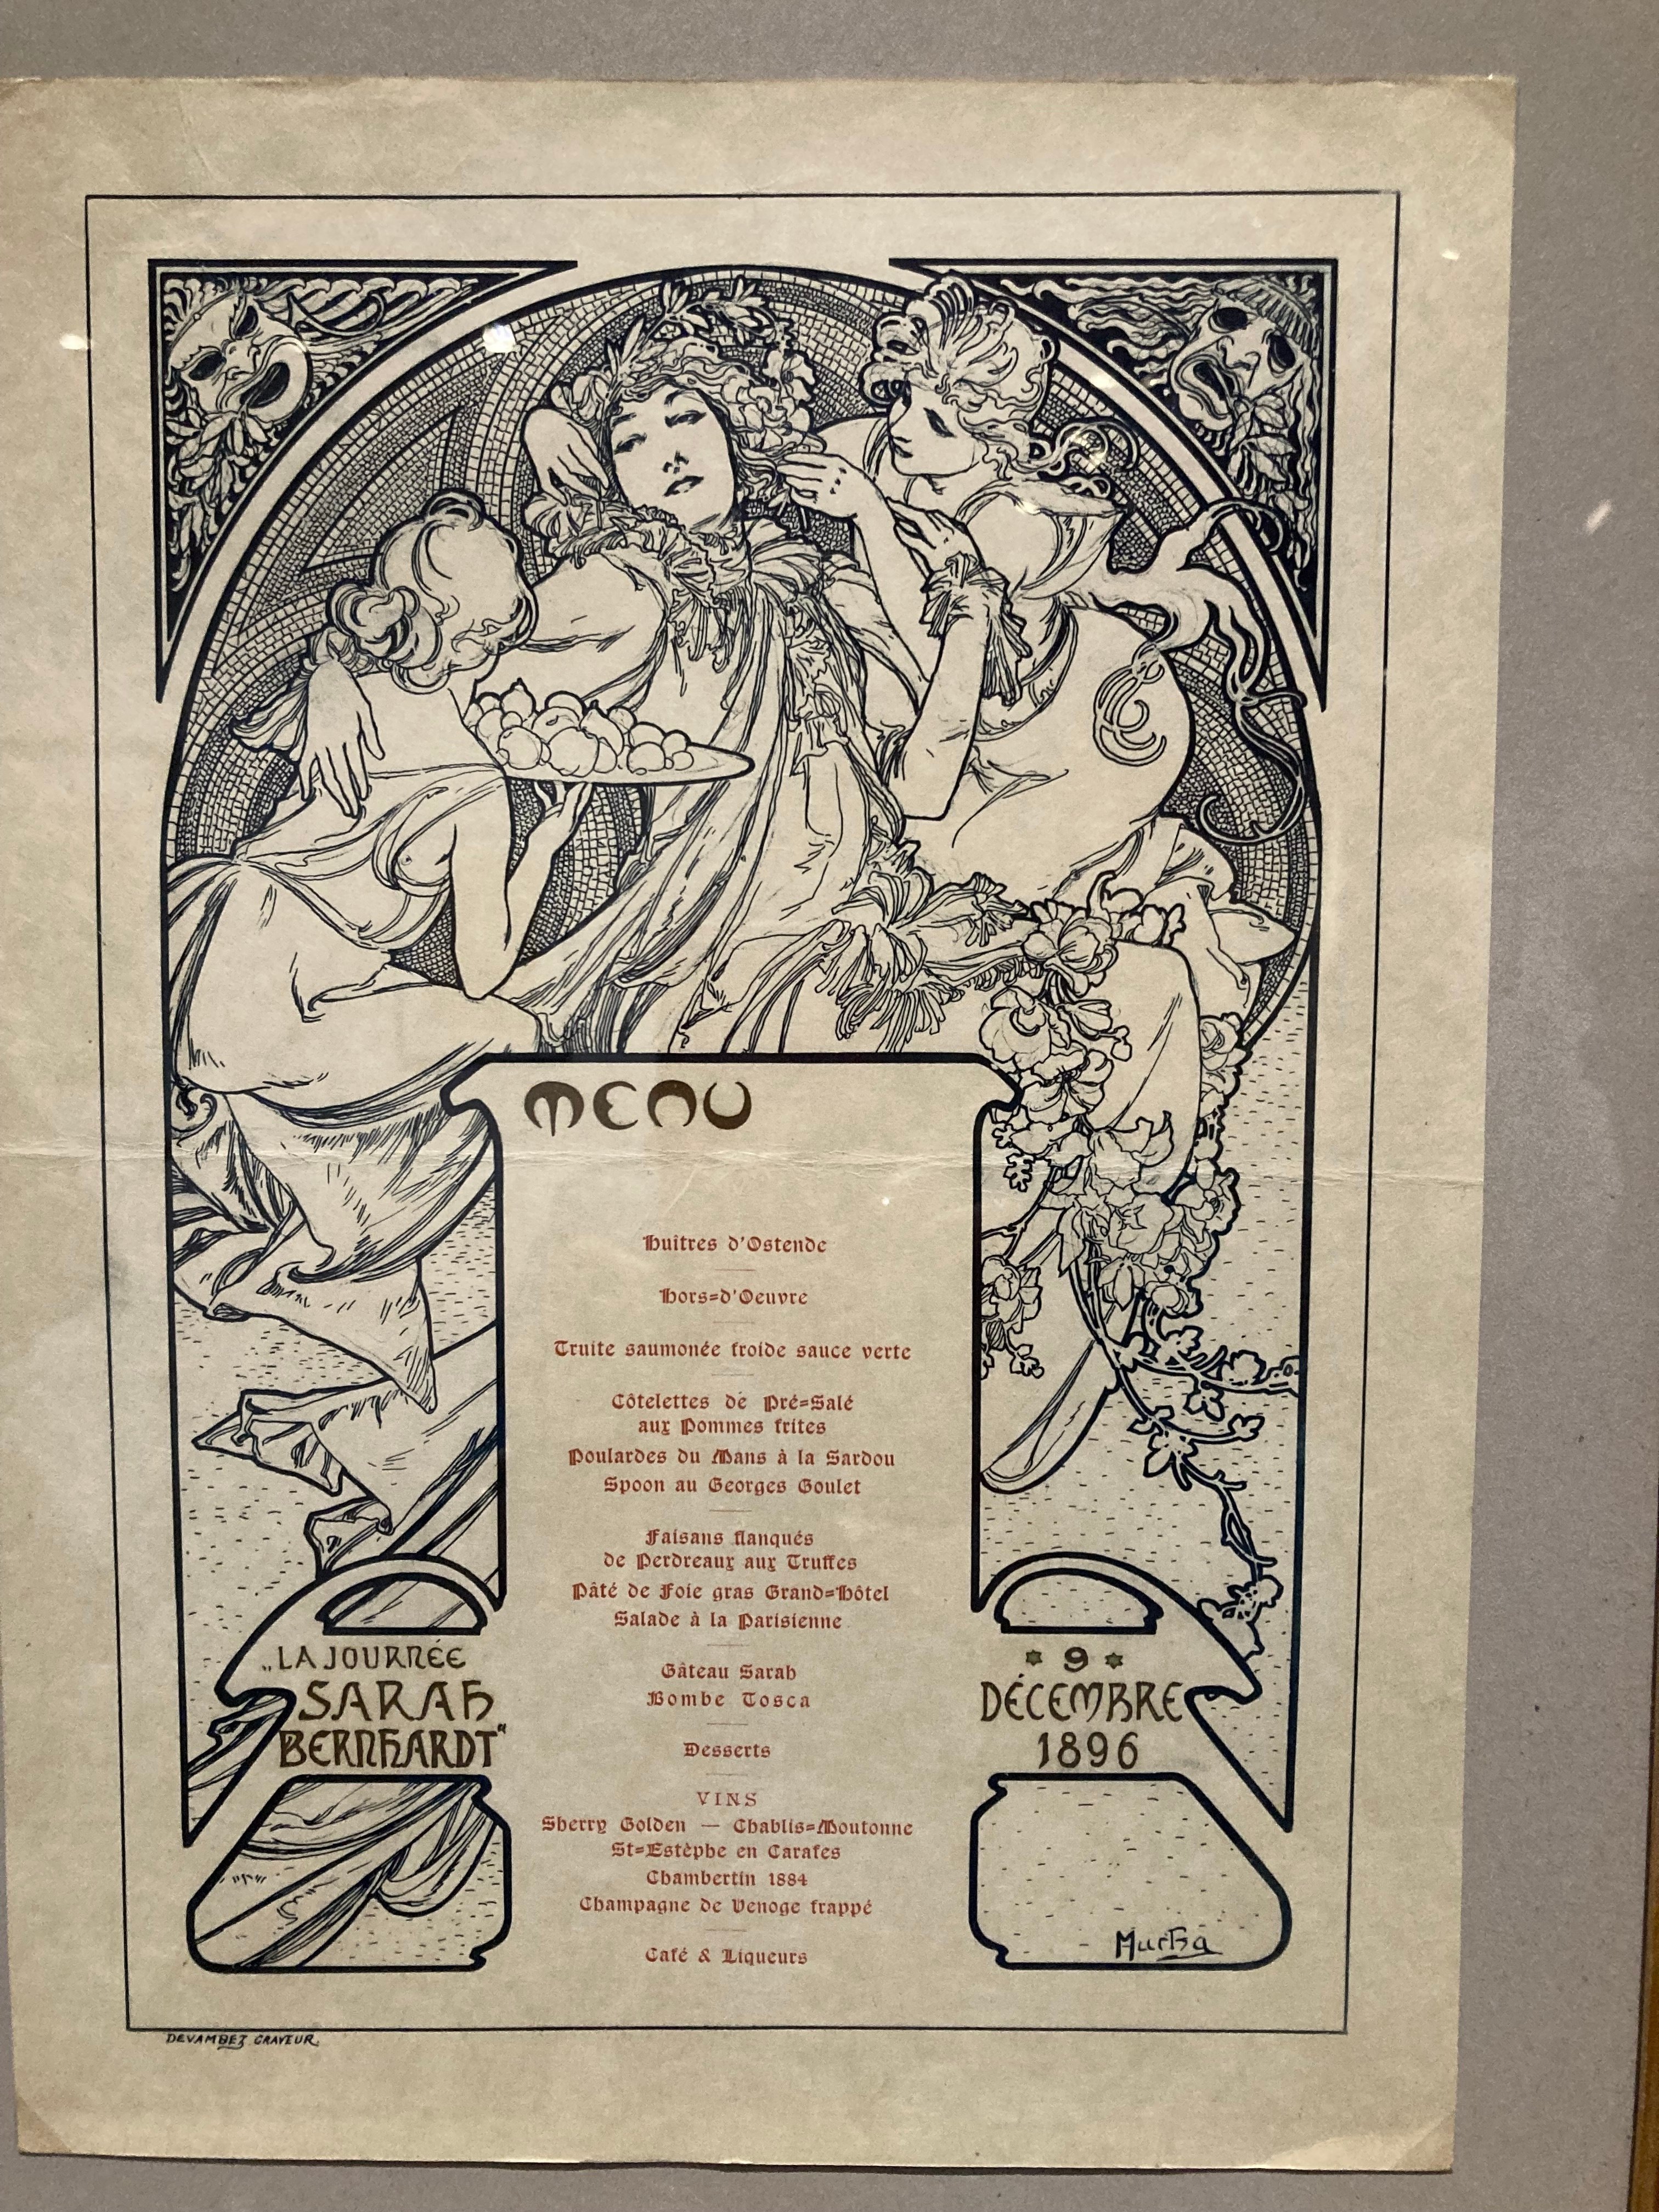 MENU
Huîtres d'Ostende
Hors=d'Oeuvre
Truite saumonée froide sauce verte
Côtelettes de Pré=Salé
aux Pommes frites
Poulardes du Mans à la Sardou
Spoon au Georges Goulet
Faisans flanqués
de Perdreaux aux Truffes
Pâté de Foie gras Grand=Hôtel
Salade à la Parisienne
Gâteau Sarah
Bombe Tosca
Desserts
VINS
Sherry Golden — Chablis=Moutonne
St=Estèphe en Carafes
Chambertin 1884
Champagne de Venoge frappé
Café & Liqueurs
„LA JOURNÉE
SARAH
BERNHARDT"
* 9 *
DÉCEMBRE
1896
Mucha
DEVAMBEZ GRAVEUR.